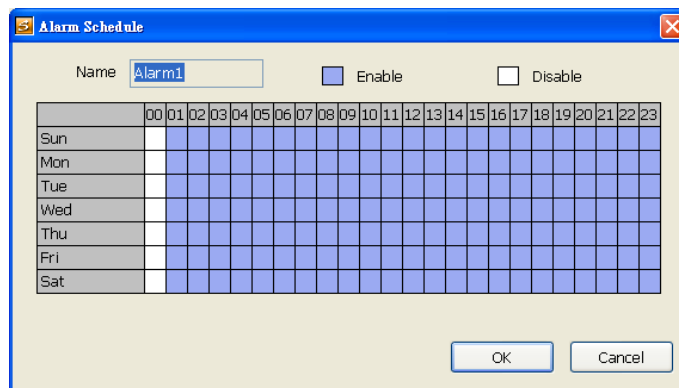 Alarm Schedule
Name Alarm1 Enable Disable
00 01 02 03 04 05 06 07 08 09 10 11 12 13 14 15 16 17 18 19 20 21 22 23
Sun
Mon
Tue
Wed
Thu
Fri
Sat
OK Cancel